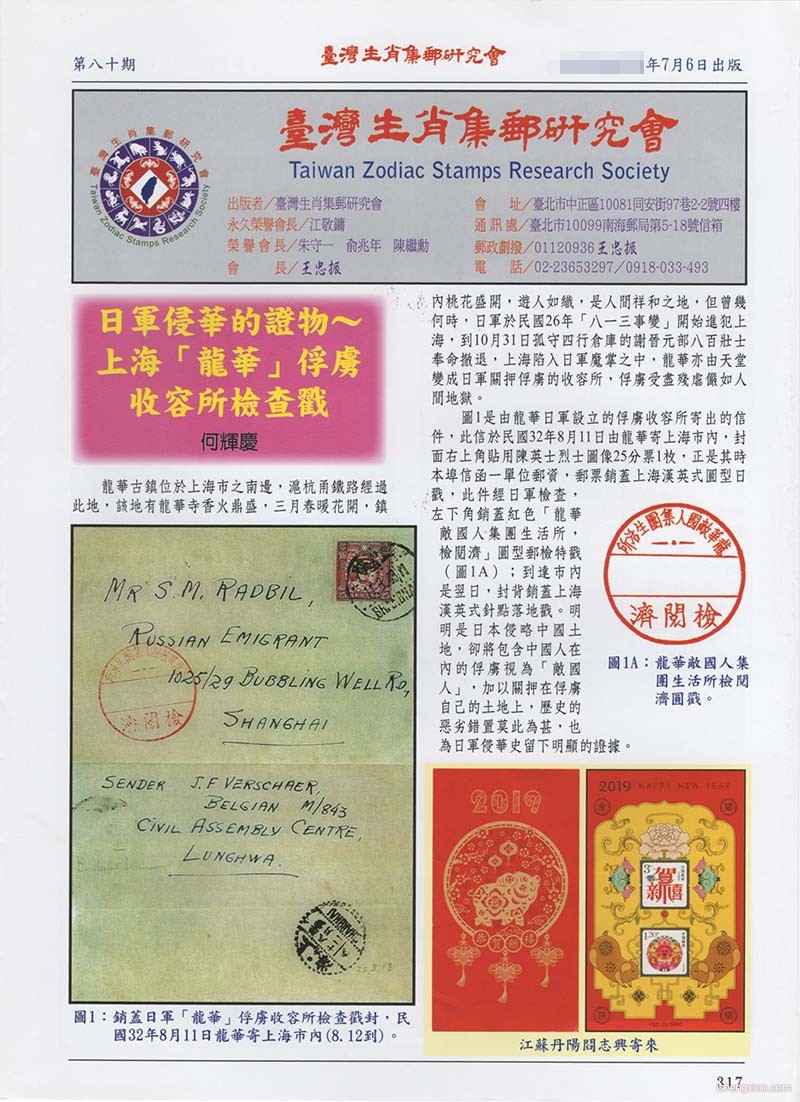 第八十期
臺灣生肖集郵研究會
年7月6日出版
臺灣生肖集郵研究會
Taiwan Zodiac Stamps Research Society
臺灣生肖集郵研究會
Taiwan Zodiac Stamps Research Society
出版者／臺灣生肖集郵研究會
永久榮譽會長／江敬鏞
榮譽會長／朱守一 俞兆年 陳繼勳
會 長／王忠振
會 址／臺北市中正區10081同安街97巷2-2號四樓
通訊處／臺北市10099南海郵局第5-18號信箱
郵政劃撥／01120936王忠振
電 話／02-23653297／0918-033-493
日軍侵華的證物～
上海「龍華」俘虜
收容所檢查戳
何輝慶
龍華古鎮位於上海市之南邊，滬杭甬鐵路經過
此地，該地有龍華寺香火鼎盛，三月春暖花開，鎮
MR S.M. RADBIL,
RUSSIAN EMIGRANT
1025/29 BUBBLING WELL RD,
SHANGHAI
檢閱濟
SENDER J.F VERSCHAER,
BELGIAN M/843
CIVIL ASSEMBLY CENTRE,
LUNGHWA.
圖1：銷蓋日軍「龍華」俘虜收容所檢查戳封，民
國32年8月11日龍華寄上海市內(8.12到)。
內桃花盛開，遊人如織，是人間祥和之地，但曾幾
何時，日軍於民國26年「八一三事變」開始進犯上
海，到10月31日孤守四行倉庫的謝晉元部八百壯士
奉命撤退，上海陷入日軍魔掌之中，龍華亦由天堂
變成日軍關押俘虜的收容所，俘虜受盡殘虐儼如人
間地獄。
圖1是由龍華日軍設立的俘虜收容所寄出的信
件，此信於民國32年8月11日由龍華寄上海市內，封
面右上角貼用陳英士烈士圖像25分票1枚，正是其時
本埠信函一單位郵資，郵票銷蓋上海漢英式圓型日
戳，此件經日軍檢查，
左下角銷蓋紅色「龍華
敵國人集團生活所，
檢閱濟」圓型郵檢特戳
（圖1A）；到達市內
是翌日，封背銷蓋上海
漢英式針點落地戳。明
明是日本侵略中國土
地，卻將包含中國人在
內的俘虜視為「敵國
人」，加以關押在俘虜
自己的土地上，歷史的
惡劣錯置莫此為甚，也
為日軍侵華史留下明顯的證據。
龍華敵國人集團生活所
檢閱濟
圖1A：龍華敵國人集
團生活所檢閱
濟圓戳。
2019
恭賀新禧
2019 HAPPY NEW YEAR
賀新禧
1.20
江蘇丹陽閻志興寄來
317